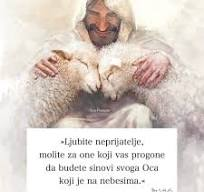 »Ljubite neprijatelje,
molite za one koji vas progone
da budete sinovi svoga Oca
koji je na nebesima.«